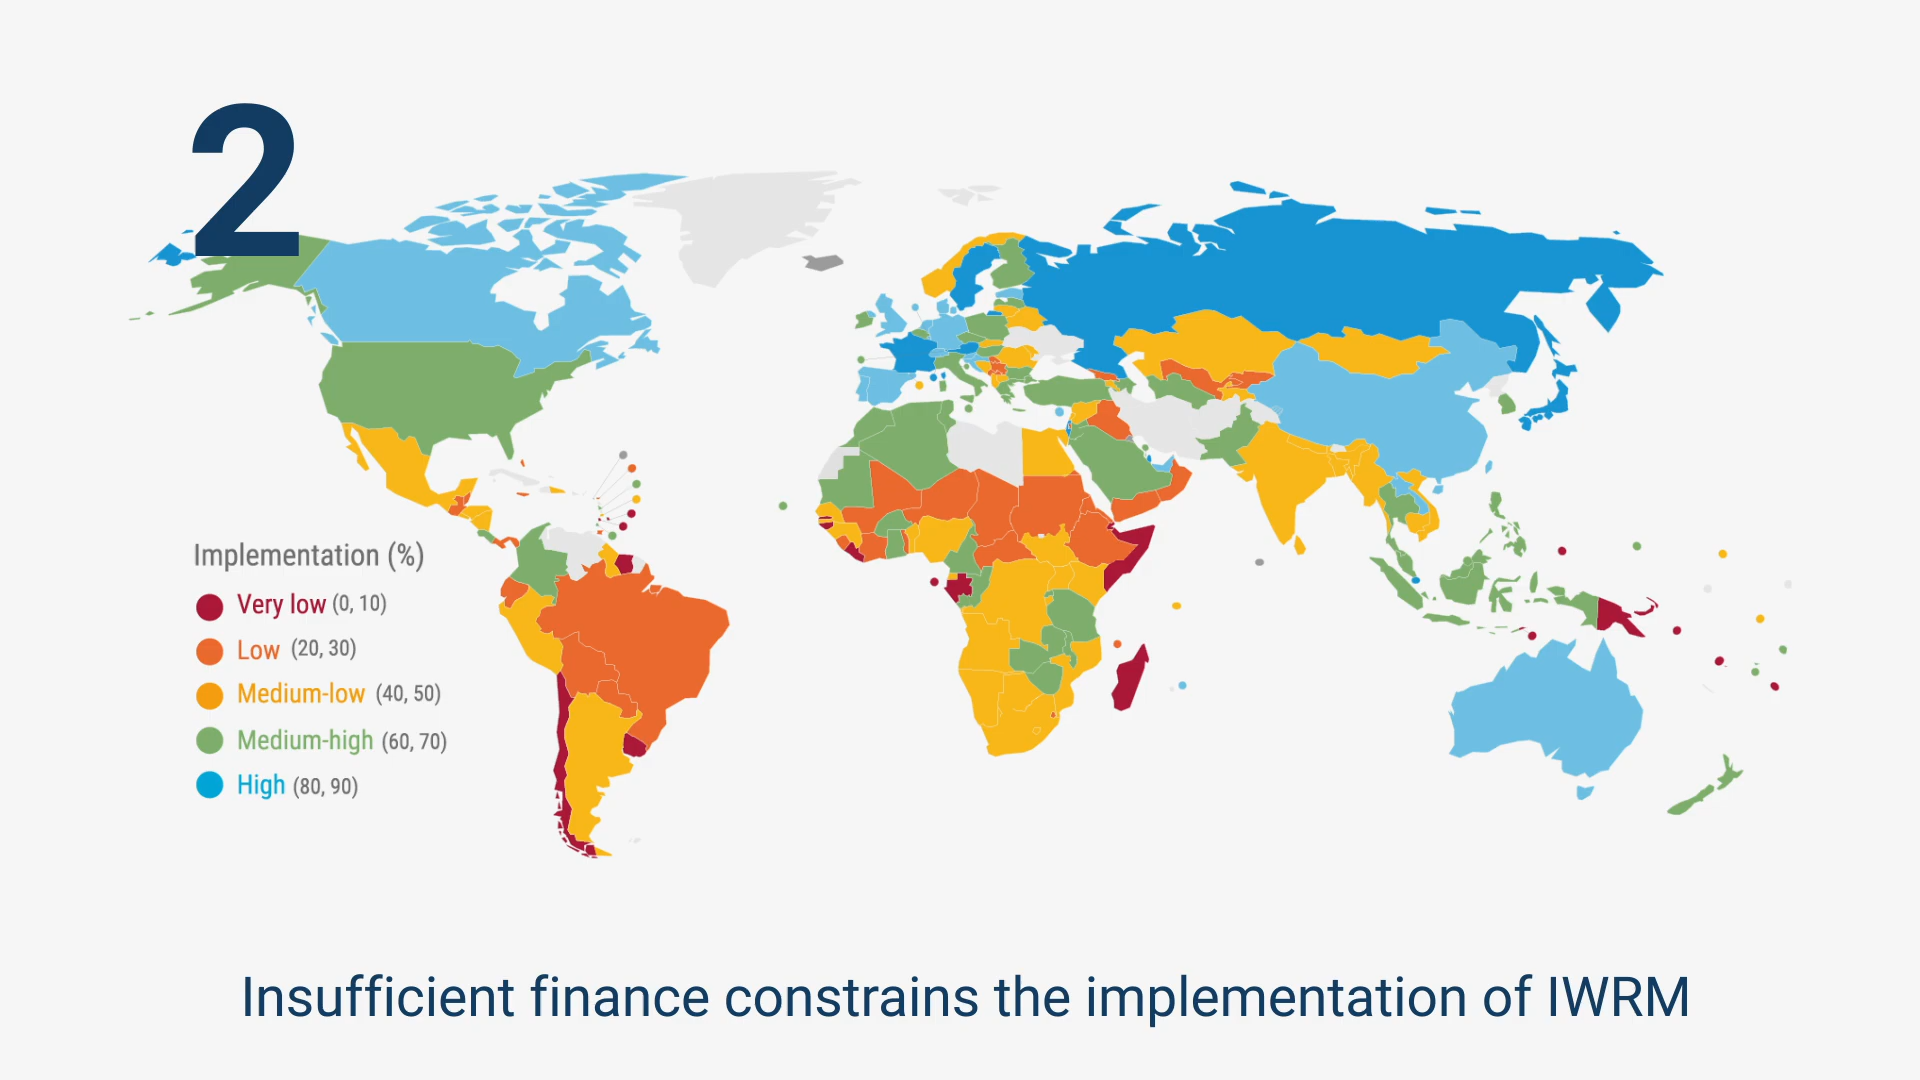 2
Implementation (%)
Very low (0, 10)
Low (20, 30)
Medium-low (40, 50)
Medium-high (60, 70)
High (80, 90)
Insufficient finance constrains the implementation of IWRM